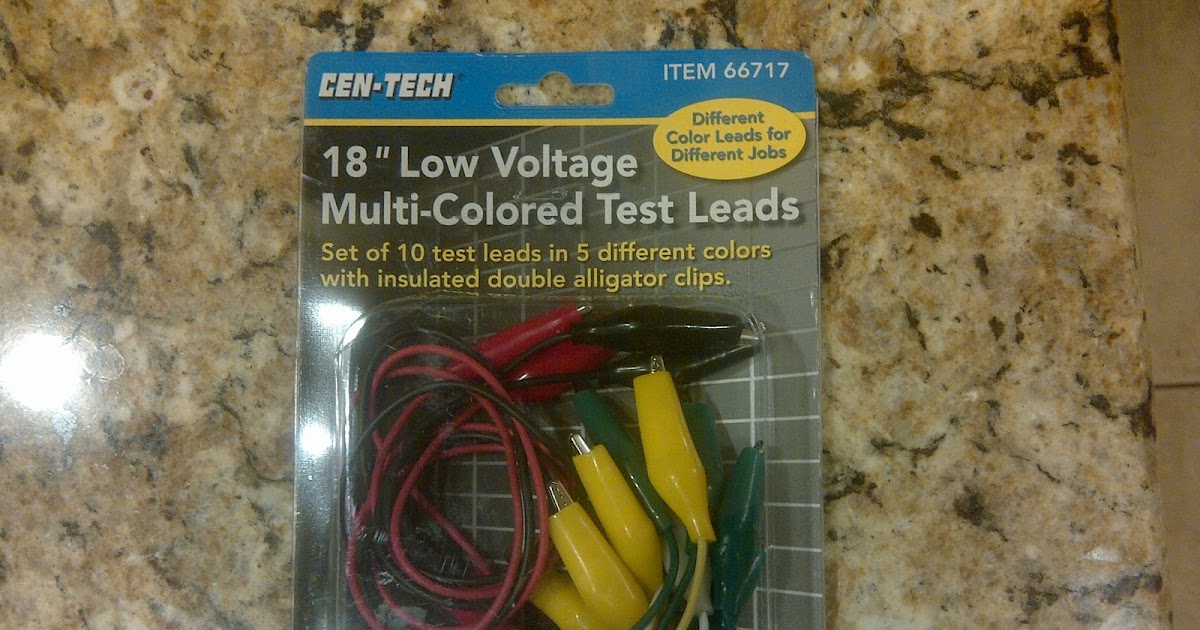 CEN-TECH
ITEM 66717
Different
Color Leads for
Different Jobs
18" Low Voltage
Multi-Colored Test Leads
Set of 10 test leads in 5 different colors
with insulated double alligator clips.